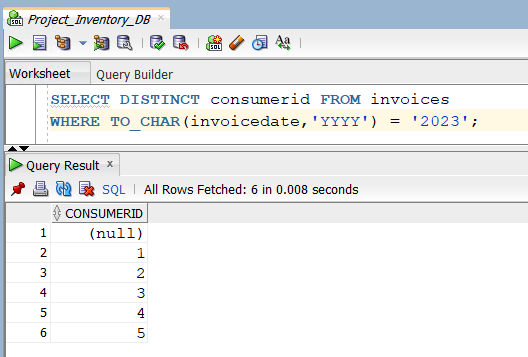 Project_Inventory_DB
Worksheet Query Builder
SELECT DISTINCT consumerid FROM invoices
WHERE TO_CHAR(invoicedate,'YYYY') = '2023';
Query Result x
SQL | All Rows Fetched: 6 in 0.008 seconds
CONSUMERID
1 (null)
2 1
3 2
4 3
5 4
6 5